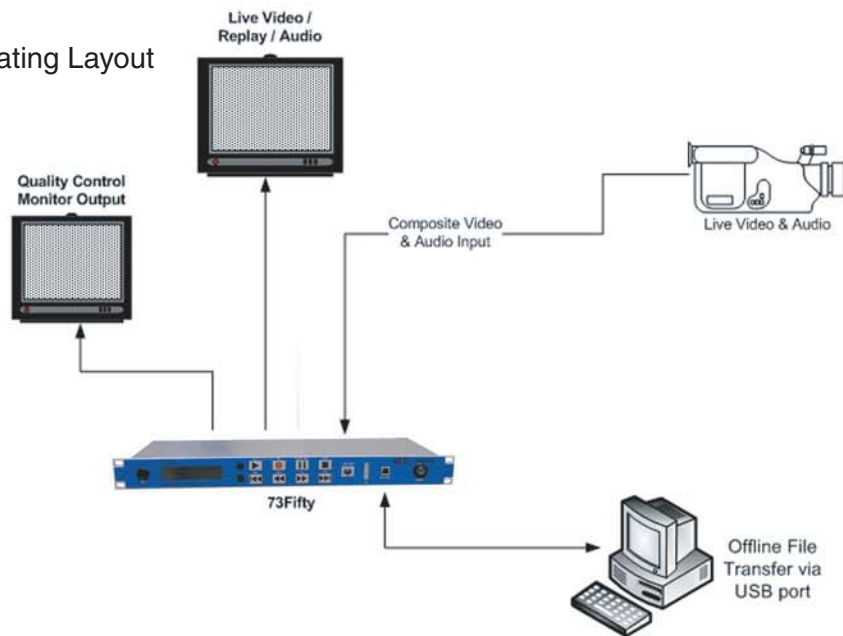 Live Video /
Replay / Audio
ating Layout
Quality Control
Monitor Output
Composite Video
& Audio Input
Live Video & Audio
73Fifty
Offline File
Transfer via
USB port